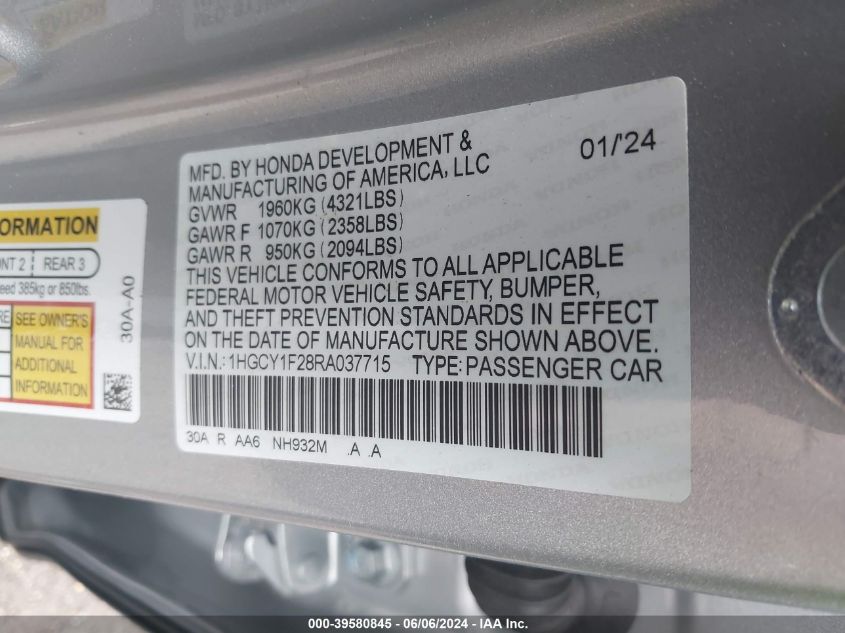 MFD. BY HONDA DEVELOPMENT &
MANUFACTURING OF AMERICA, LLC
01/'24
GVWR 1960KG (4321LBS)
GAWR F 1070KG (2358LBS)
GAWR R 950KG (2094LBS)
THIS VEHICLE CONFORMS TO ALL APPLICABLE
FEDERAL MOTOR VEHICLE SAFETY, BUMPER,
AND THEFT PREVENTION STANDARDS IN EFFECT
ON THE DATE OF MANUFACTURE SHOWN ABOVE.
V.I.N.: 1HGCY1F28RA037715 TYPE: PASSENGER CAR
30A R AA6 NH932M .A .A
ORMATION
NT 2 REAR 3
eed 385kg or 850lbs.
RE
SEE OWNER'S
MANUAL FOR
ADDITIONAL
INFORMATION
30A-A0
000-39580845 - 06/06/2024 - IAA Inc.